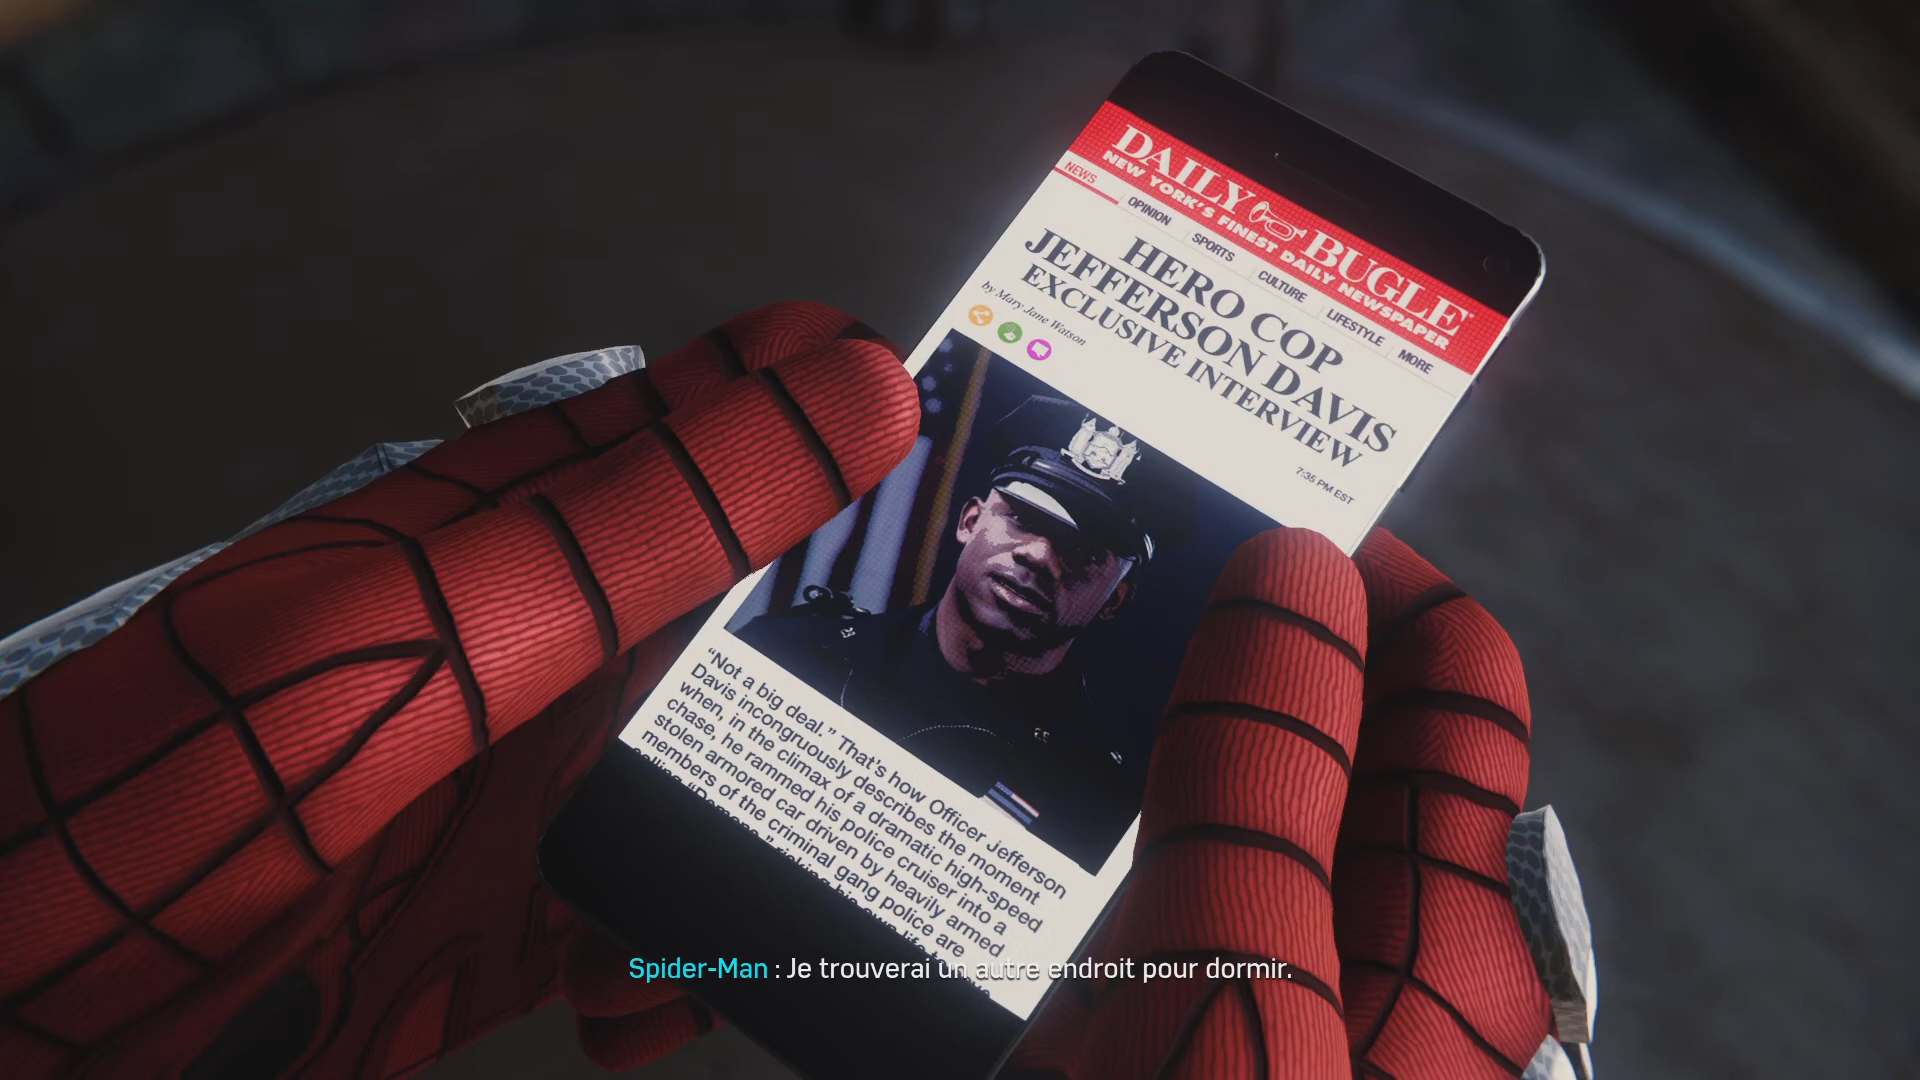 DAILY BUGLE
NEW YORK'S FINEST DAILY NEWSPAPER
NEWS OPINION SPORTS CULTURE LIFESTYLE MORE
HERO COP
JEFFERSON DAVIS
EXCLUSIVE INTERVIEW
by Mary Jane Watson
7:35 PM EST
23
“Not a big deal.” That’s how Officer Jefferson
Davis incongruously describes the moment
when, in the climax of a dramatic high-speed
chase, he rammed his police cruiser into a
stolen armored car driven by heavily armed
members of the criminal gang police are
Spider-Man : Je trouverai un autre endroit pour dormir.